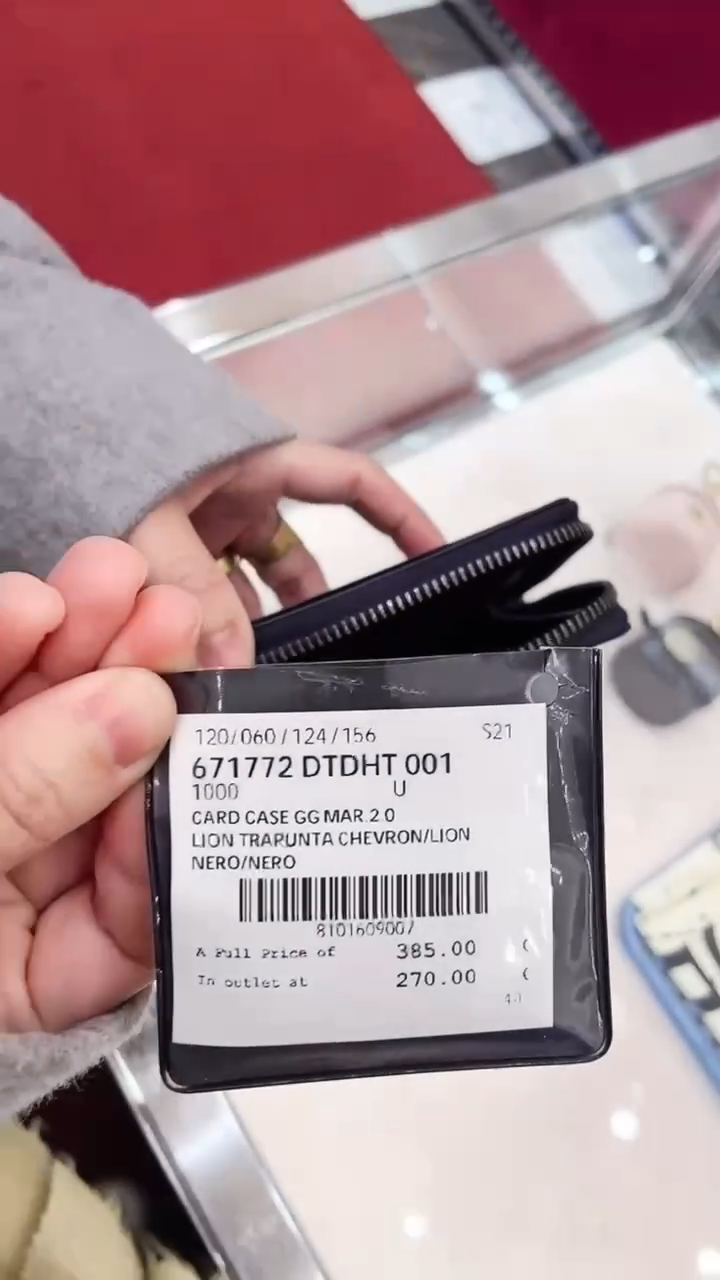 120/060/124/156 S21
671772 DTDHT 001
1000 U
CARD CASE GG MAR.2.0
LION TRAPUNTA CHEVRON/LION
NERO/NERO
8101609007
A Full Price of 385.00 €
In outlet at 270.00 €